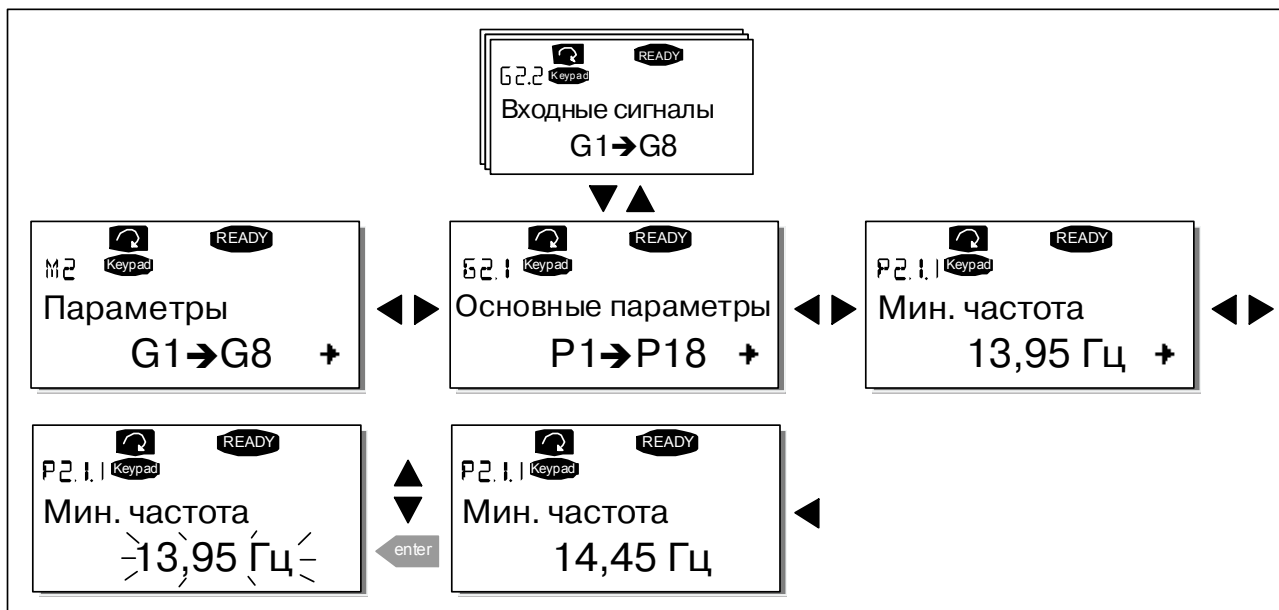 READY
G2.2 Keypad
Входные сигналы
G1➔G8
READY
M2 Keypad
Параметры
G1➔G8
READY
G2.1 Keypad
Основные параметры
P1➔P18
READY
P2.1.1 Keypad
Мин. частота
13,95 Гц
READY
P2.1.1 Keypad
Мин. частота
13,95 Гц
enter
READY
P2.1.1 Keypad
Мин. частота
14,45 Гц